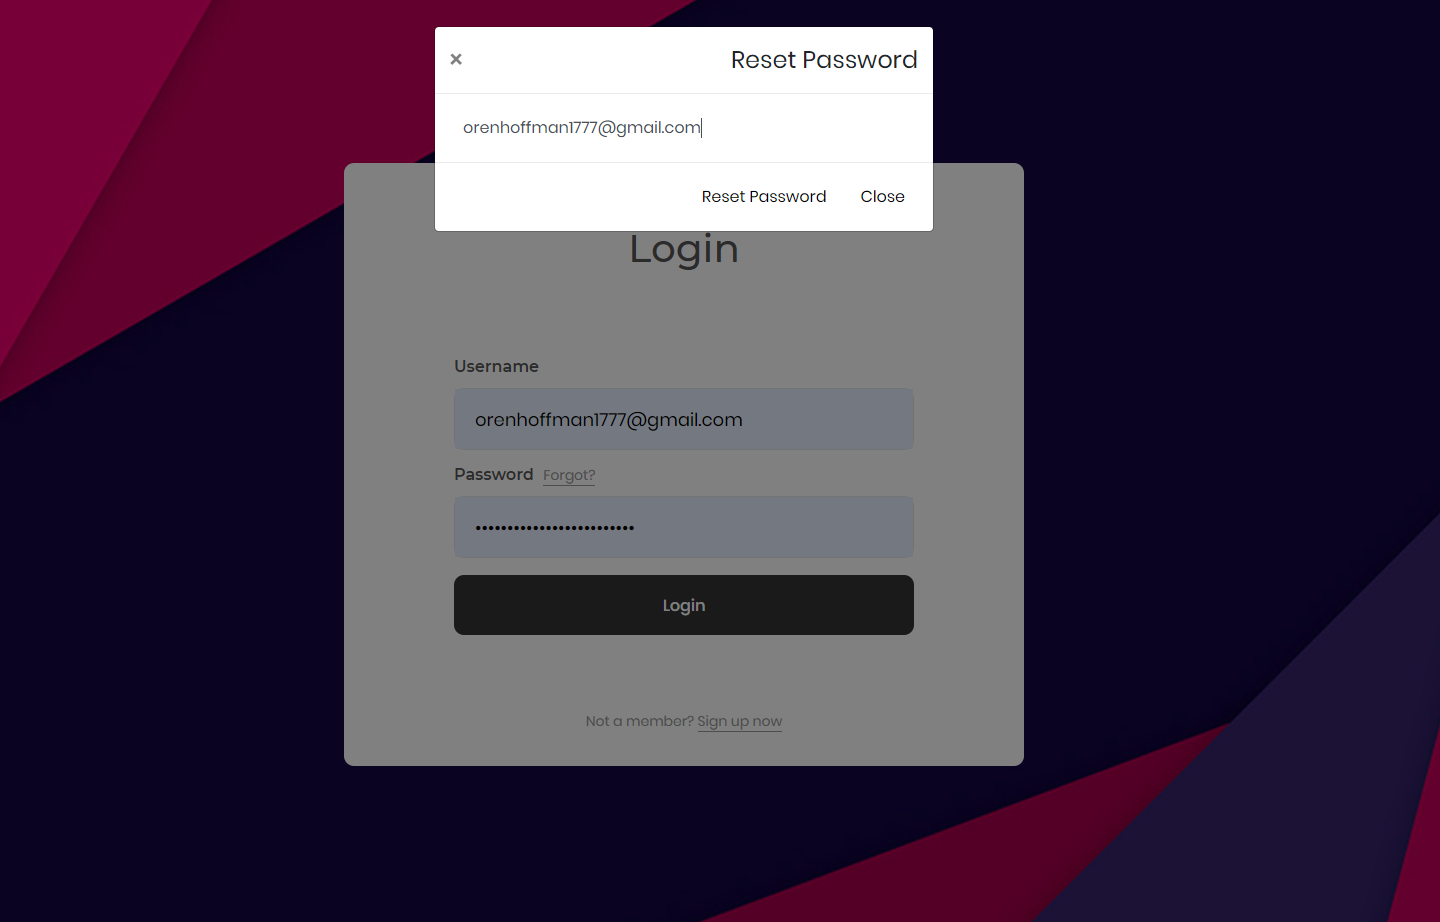 × Reset Password
orenhoffman1777@gmail.com
Reset Password Close
Login
Username
orenhoffman1777@gmail.com
Password Forgot?
•••••••••••••••••••••••••
Login
Not a member? Sign up now